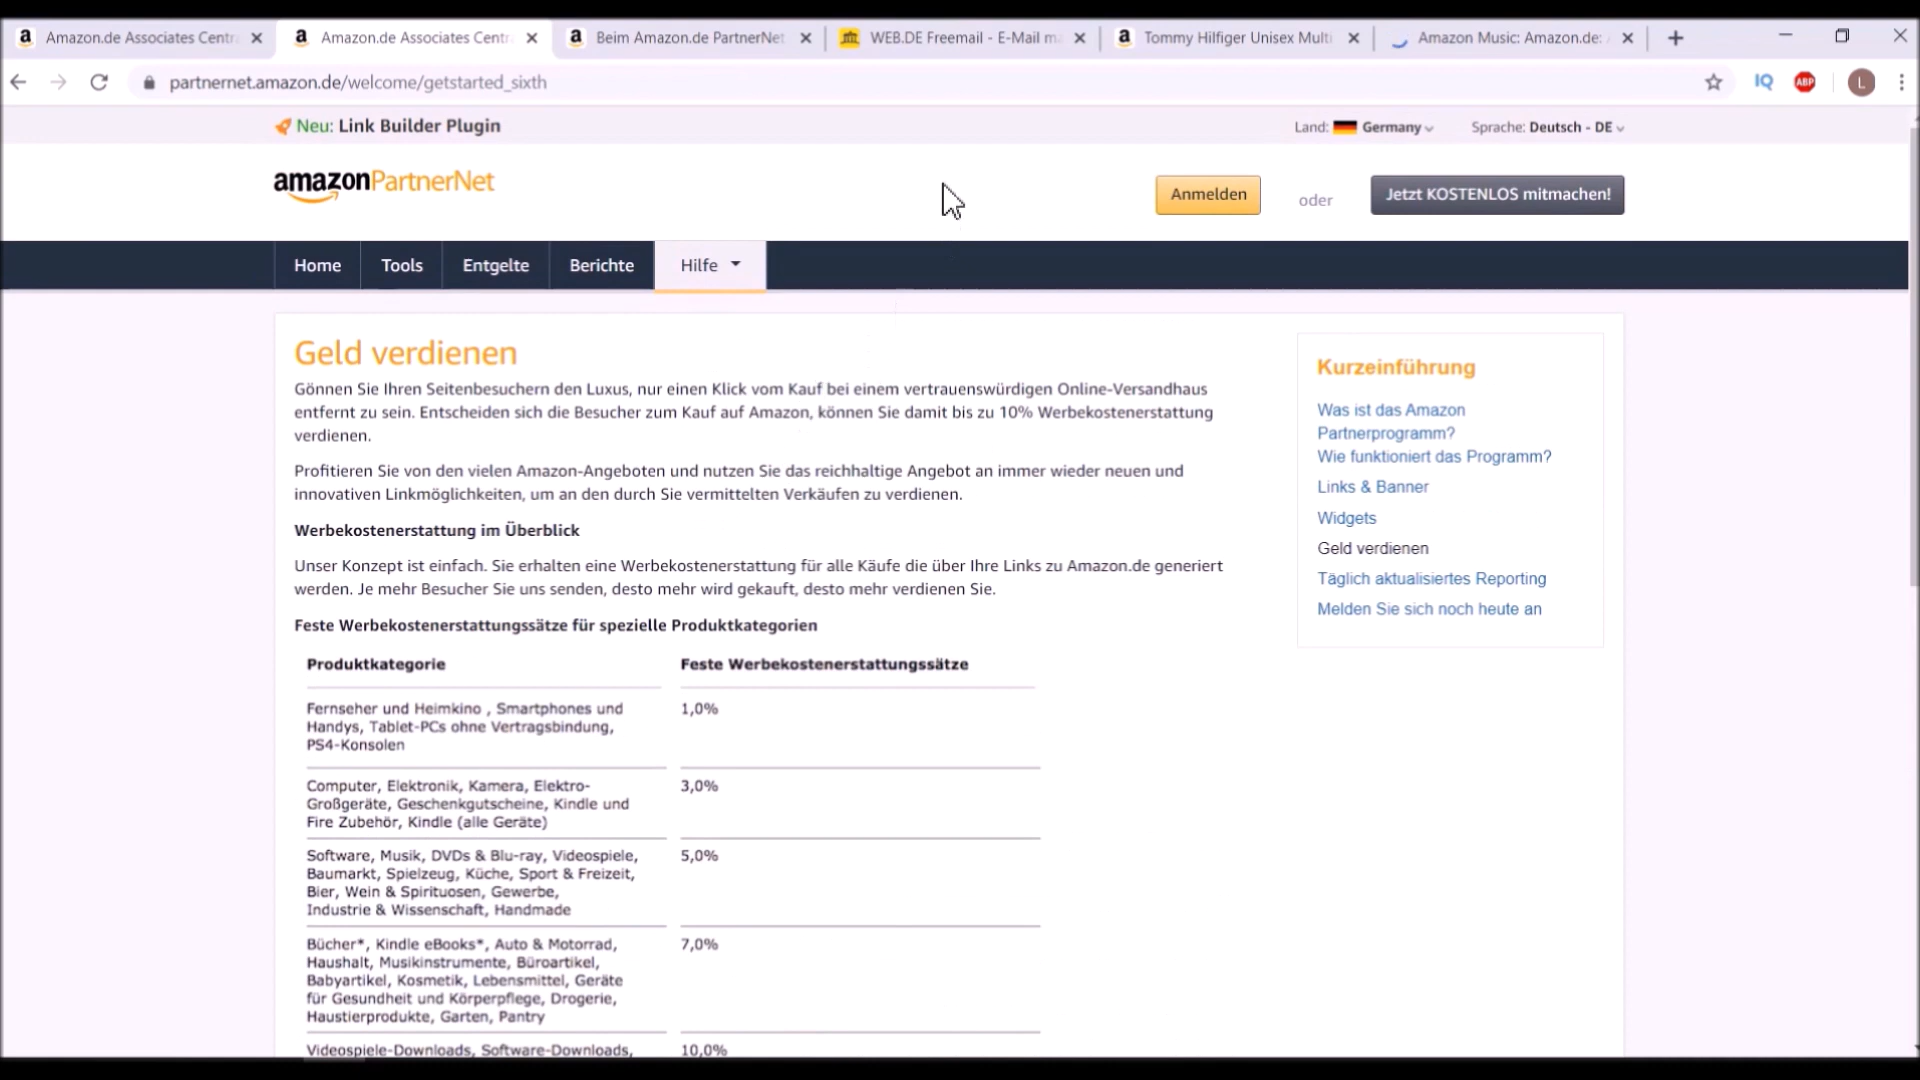 Amazon.de Associates Centr
Amazon.de Associates Centr
Beim Amazon.de PartnerNet
WEB.DE Freemail - E-Mail m
Tommy Hilfiger Unisex Multi
Amazon Music: Amazon.de:
partnernet.amazon.de/welcome/getstarted_sixth
IQ
ABP
L
Neu: Link Builder Plugin
Land: Germany
Sprache: Deutsch - DE
amazonPartnerNet
Anmelden
oder
Jetzt KOSTENLOS mitmachen!
Home
Tools
Entgelte
Berichte
Hilfe
Geld verdienen
Gönnen Sie Ihren Seitenbesuchern den Luxus, nur einen Klick vom Kauf bei einem vertrauenswürdigen Online-Versandhaus
entfernt zu sein. Entscheiden sich die Besucher zum Kauf auf Amazon, können Sie damit bis zu 10% Werbekostenerstattung
verdienen.
Profitieren Sie von den vielen Amazon-Angeboten und nutzen Sie das reichhaltige Angebot an immer wieder neuen und
innovativen Linkmöglichkeiten, um an den durch Sie vermittelten Verkäufen zu verdienen.
Werbekostenerstattung im Überblick
Unser Konzept ist einfach. Sie erhalten eine Werbekostenerstattung für alle Käufe die über Ihre Links zu Amazon.de generiert
werden. Je mehr Besucher Sie uns senden, desto mehr wird gekauft, desto mehr verdienen Sie.
Feste Werbekostenerstattungssätze für spezielle Produktkategorien
Produktkategorie
Feste Werbekostenerstattungssätze
Fernseher und Heimkino , Smartphones und
Handys, Tablet-PCs ohne Vertragsbindung,
PS4-Konsolen
1,0%
Computer, Elektronik, Kamera, Elektro-
Großgeräte, Geschenkgutscheine, Kindle und
Fire Zubehör, Kindle (alle Geräte)
3,0%
Software, Musik, DVDs & Blu-ray, Videospiele,
Baumarkt, Spielzeug, Küche, Sport & Freizeit,
Bier, Wein & Spirituosen, Gewerbe,
Industrie & Wissenschaft, Handmade
5,0%
Bücher*, Kindle eBooks*, Auto & Motorrad,
Haushalt, Musikinstrumente, Büroartikel,
Babyartikel, Kosmetik, Lebensmittel, Geräte
für Gesundheit und Körperpflege, Drogerie,
Haustierprodukte, Garten, Pantry
7,0%
Videospiele-Downloads, Software-Downloads,
10,0%
Kurzeinführung
Was ist das Amazon
Partnerprogramm?
Wie funktioniert das Programm?
Links & Banner
Widgets
Geld verdienen
Täglich aktualisiertes Reporting
Melden Sie sich noch heute an